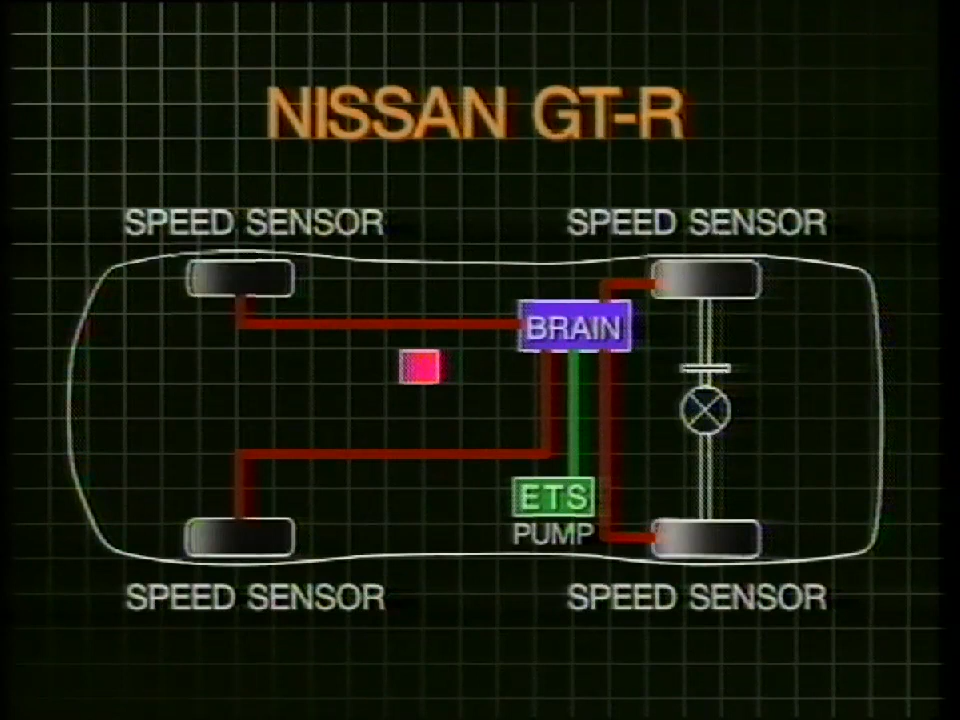 NISSAN GT-R
SPEED SENSOR
SPEED SENSOR
BRAIN
ETS
PUMP
SPEED SENSOR
SPEED SENSOR